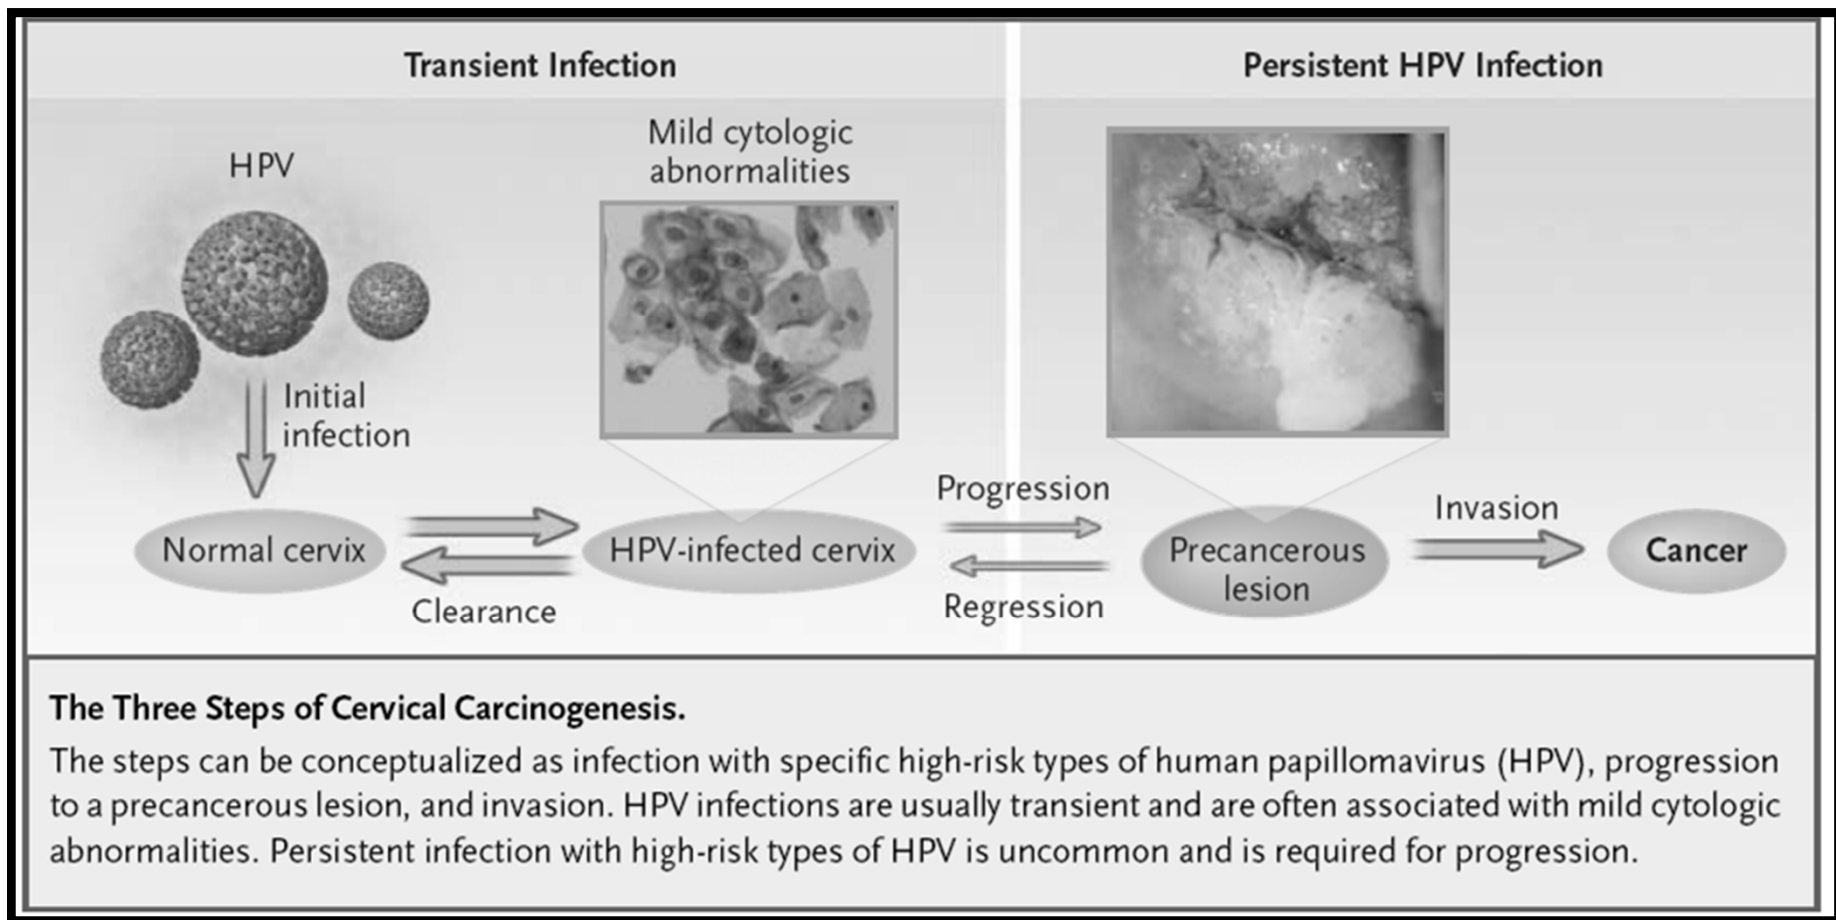 Transient Infection
Persistent HPV Infection
HPV
Mild cytologic
abnormalities
Initial
infection
Normal cervix
Clearance
HPV-infected cervix
Progression
Regression
Precancerous
lesion
Invasion
Cancer
The Three Steps of Cervical Carcinogenesis.
The steps can be conceptualized as infection with specific high-risk types of human papillomavirus (HPV), progression
to a precancerous lesion, and invasion. HPV infections are usually transient and are often associated with mild cytologic
abnormalities. Persistent infection with high-risk types of HPV is uncommon and is required for progression.